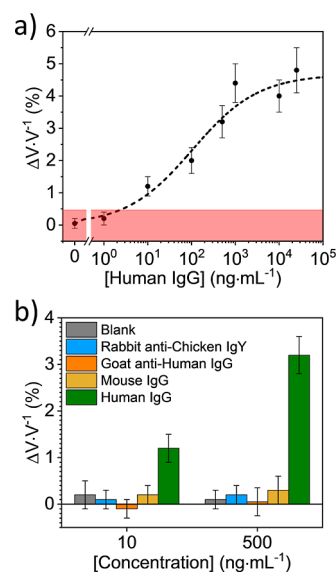 a)
6
5
4
3
2
1
0
ΔV·V⁻¹ (%)
0 10⁰ 10¹ 10² 10³ 10⁴ 10⁵
[Human IgG] (ng·mL⁻¹)
b)
4
3
2
1
0
ΔV·V⁻¹ (%)
Blank
Rabbit anti-Chicken IgY
Goat anti-Human IgG
Mouse IgG
Human IgG
10 500
[Concentration] (ng·mL⁻¹)